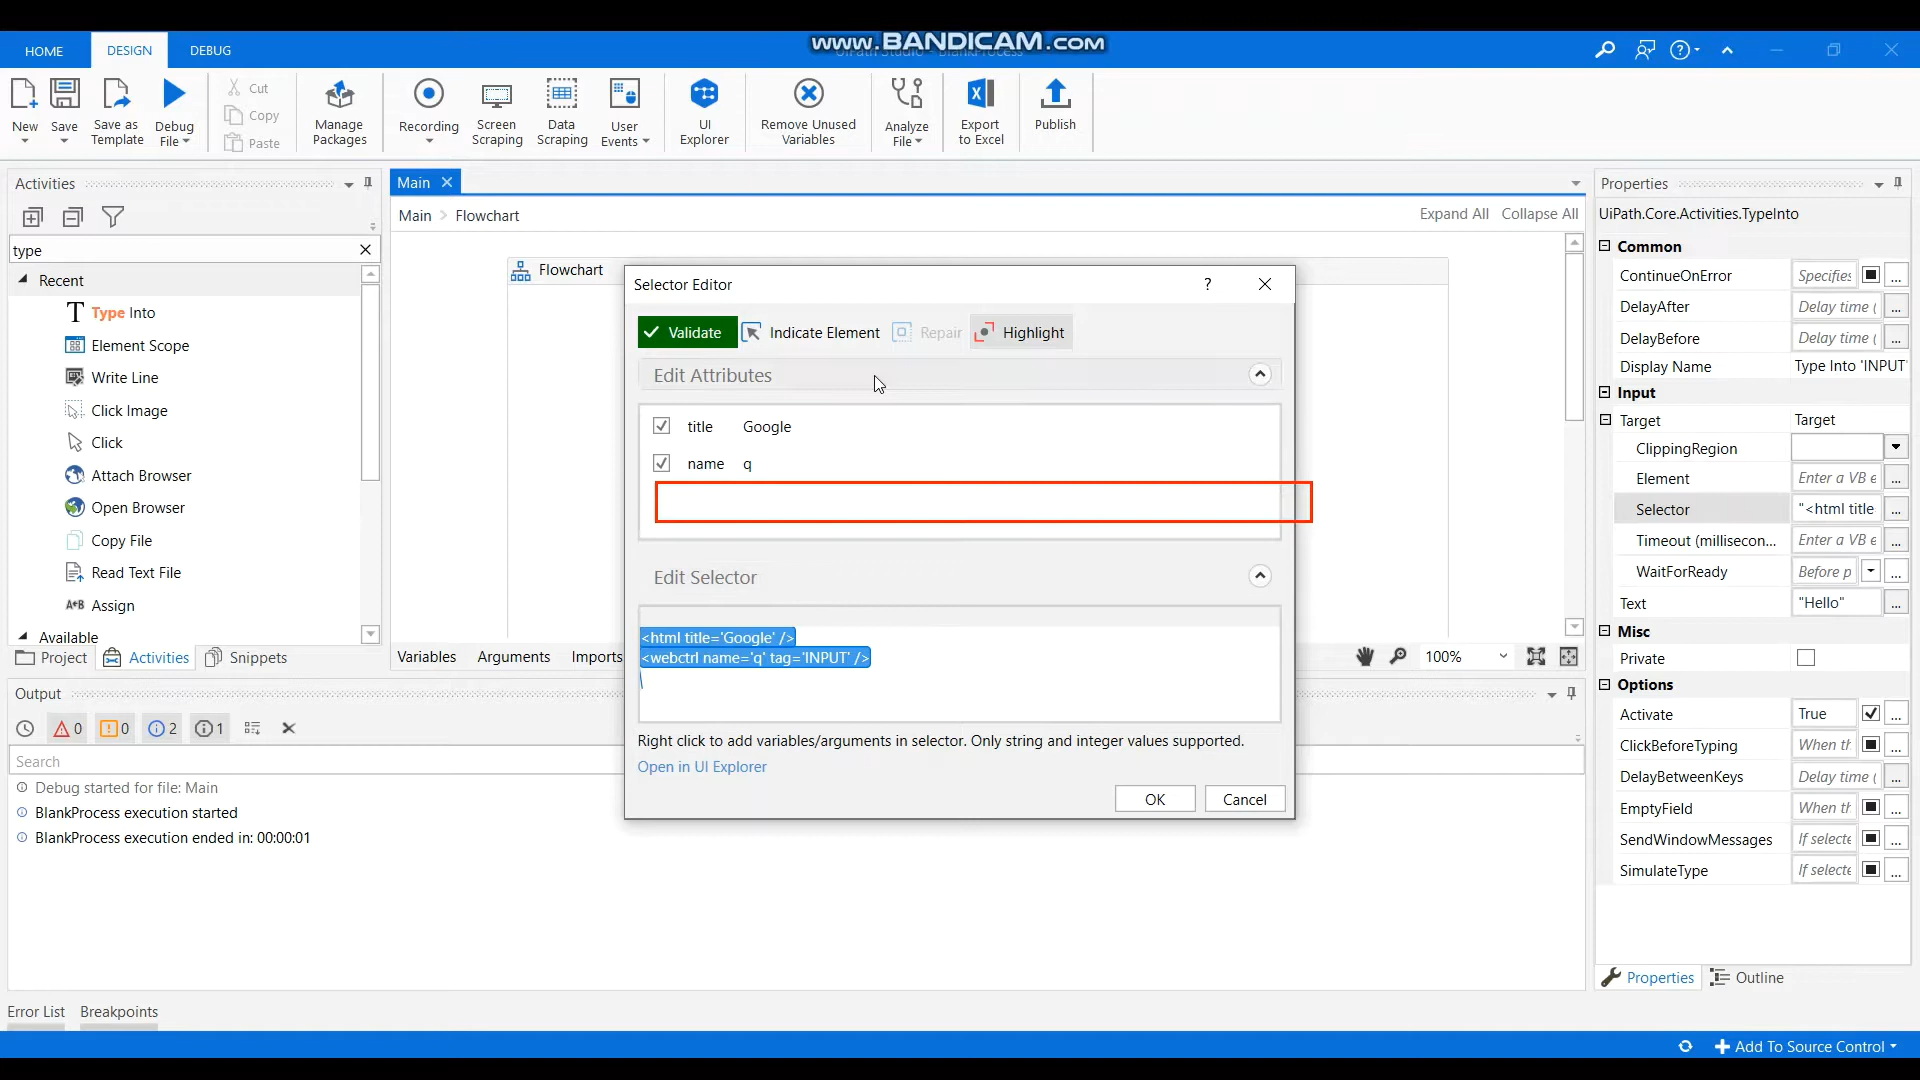 www.BANDICAM.com
HOME
DESIGN
DEBUG
New
Save
Save as
Template
Debug
File
Cut
Copy
Paste
Manage
Packages
Recording
Screen
Scraping
Data
Scraping
User
Events
UI
Explorer
Remove Unused
Variables
Analyze
File
Export
to Excel
Publish
Activities
type
Recent
Type Into
Element Scope
Write Line
Click Image
Click
Attach Browser
Open Browser
Copy File
Read Text File
A+B Assign
Available
Project
Activities
Snippets
Main
Main > Flowchart
Expand All
Collapse All
Flowchart
Selector Editor
?
Validate
Indicate Element
Repair
Highlight
Edit Attributes
title Google
name q
Edit Selector
<html title='Google' />
<webctrl name='q' tag='INPUT' />
Right click to add variables/arguments in selector. Only string and integer values supported.
Open in UI Explorer
OK
Cancel
Variables
Arguments
Imports
100%
Output
0
0
2
1
Search
Debug started for file: Main
BlankProcess execution started
BlankProcess execution ended in: 00:00:01
Error List
Breakpoints
Properties
UiPath.Core.Activities.TypeInto
Common
ContinueOnError Specifies ...
DelayAfter Delay time ( ...
DelayBefore Delay time ( ...
Display Name Type Into 'INPUT'
Input
Target Target
ClippingRegion
Element Enter a VB e ...
Selector "<html title ...
Timeout (millisecon... Enter a VB e ...
WaitForReady Before p ...
Text "Hello" ...
Misc
Private
Options
Activate True ...
ClickBeforeTyping When th ...
DelayBetweenKeys Delay time ( ...
EmptyField When th ...
SendWindowMessages If selecte ...
SimulateType If selecte ...
Properties
Outline
Add To Source Control